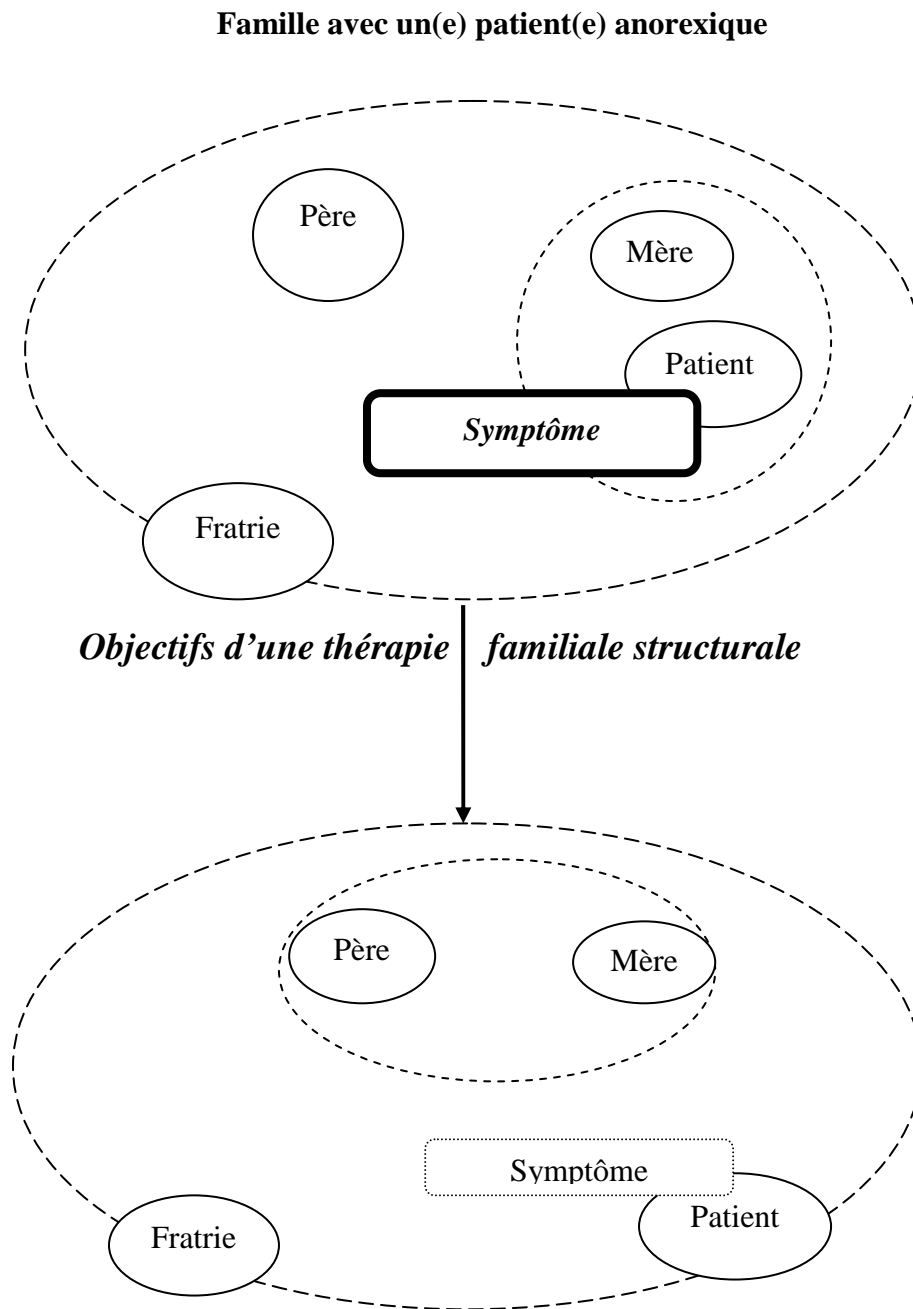 Famille avec un(e) patient(e) anorexique
Père
Mère
Patient
Symptôme
Fratrie
Objectifs d’une thérapie familiale structurale
Père
Mère
Symptôme
Patient
Fratrie